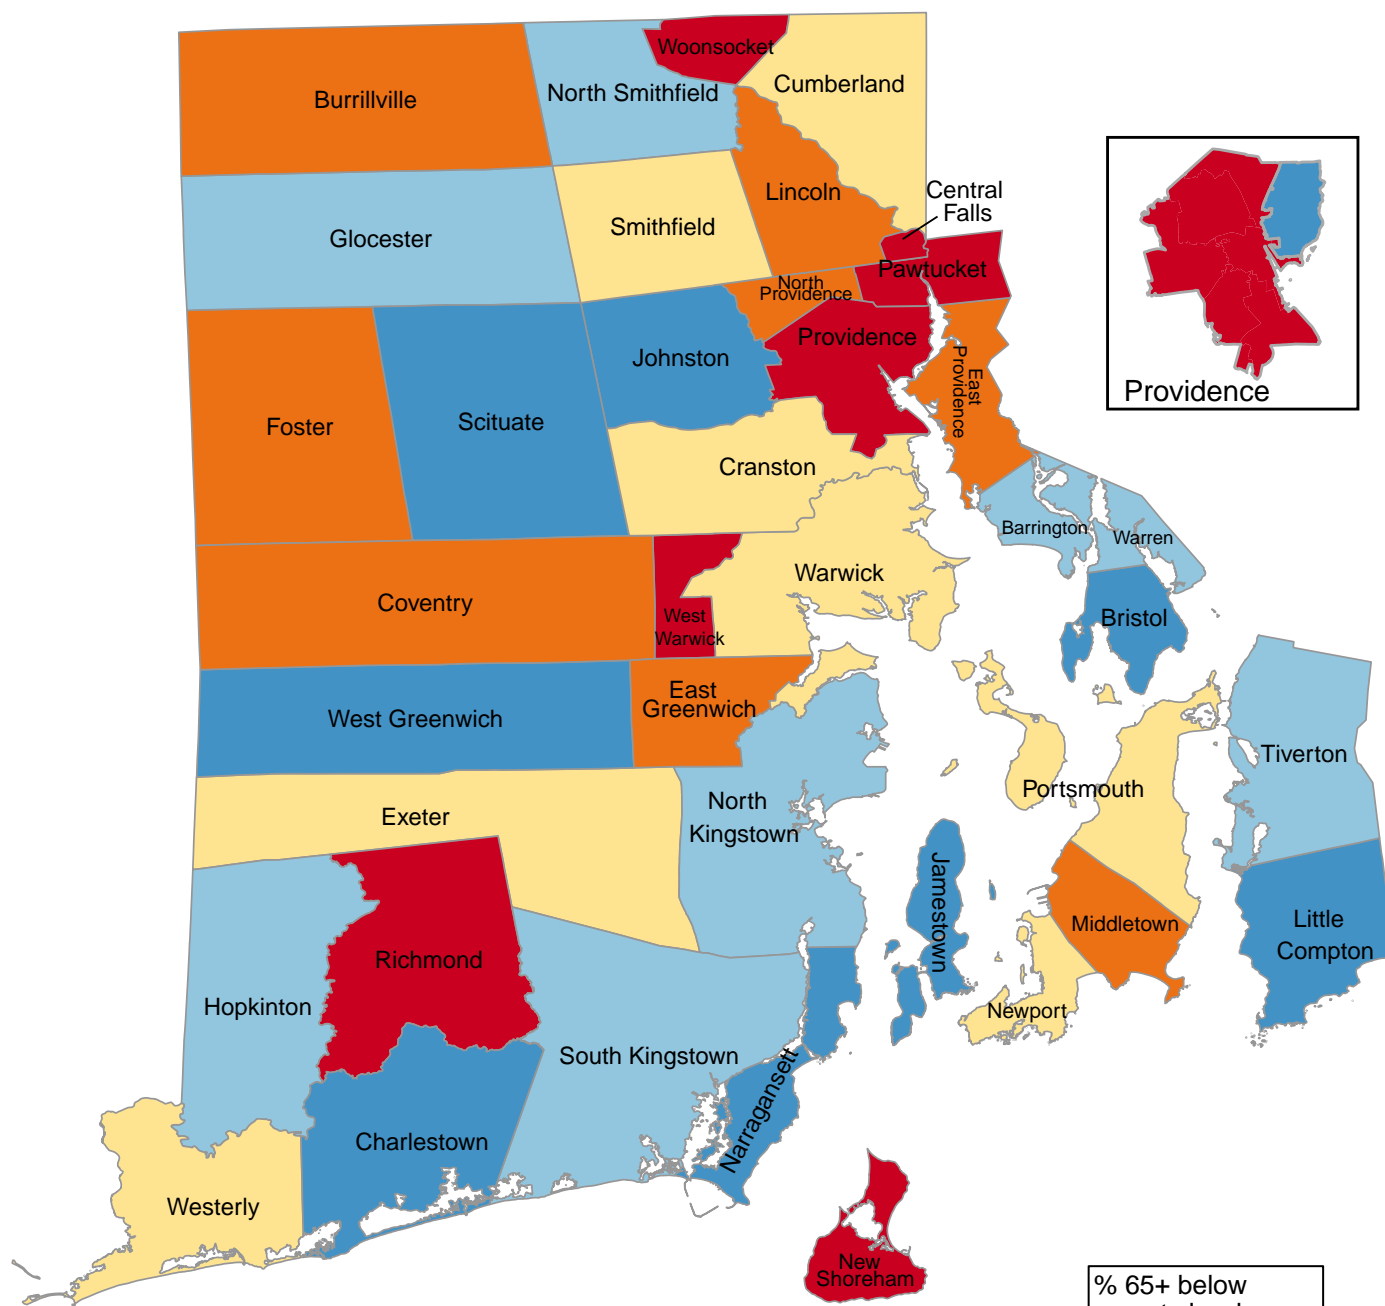 Woonsocket
Cumberland
North Smithfield
Burrillville
Lincoln
Central
Falls
Smithfield
Glocester
Pawtucket
North
Providence
Providence
Johnston
East
Providence
Scituate
Foster
Cranston
Barrington
Warren
Warwick
Coventry
West
Warwick
Bristol
East
Greenwich
West Greenwich
Tiverton
Portsmouth
North
Kingstown
Exeter
Jamestown
Middletown
Little
Compton
Richmond
Hopkinton
Newport
South Kingstown
Narragansett
Charlestown
Westerly
New
Shoreham
Providence
% 65+ below